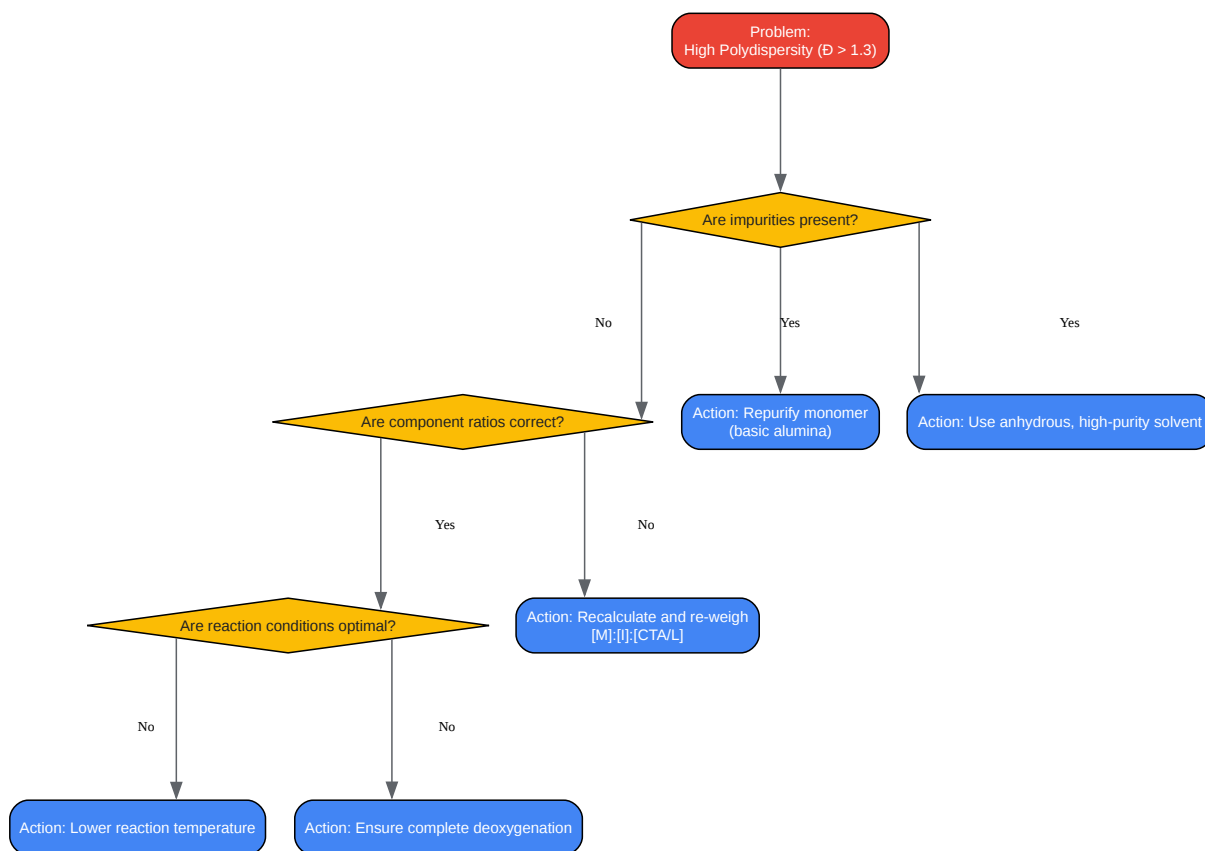 Problem:
High Polydispersity (Đ > 1.3)
Are impurities present?
No
Yes
Yes
Are component ratios correct?
Action: Repurify monomer
(basic alumina)
Action: Use anhydrous, high-purity solvent
Yes
No
Are reaction conditions optimal?
Action: Recalculate and re-weigh
[M]:[I]:[CTA/L]
No
No
Action: Lower reaction temperature
Action: Ensure complete deoxygenation